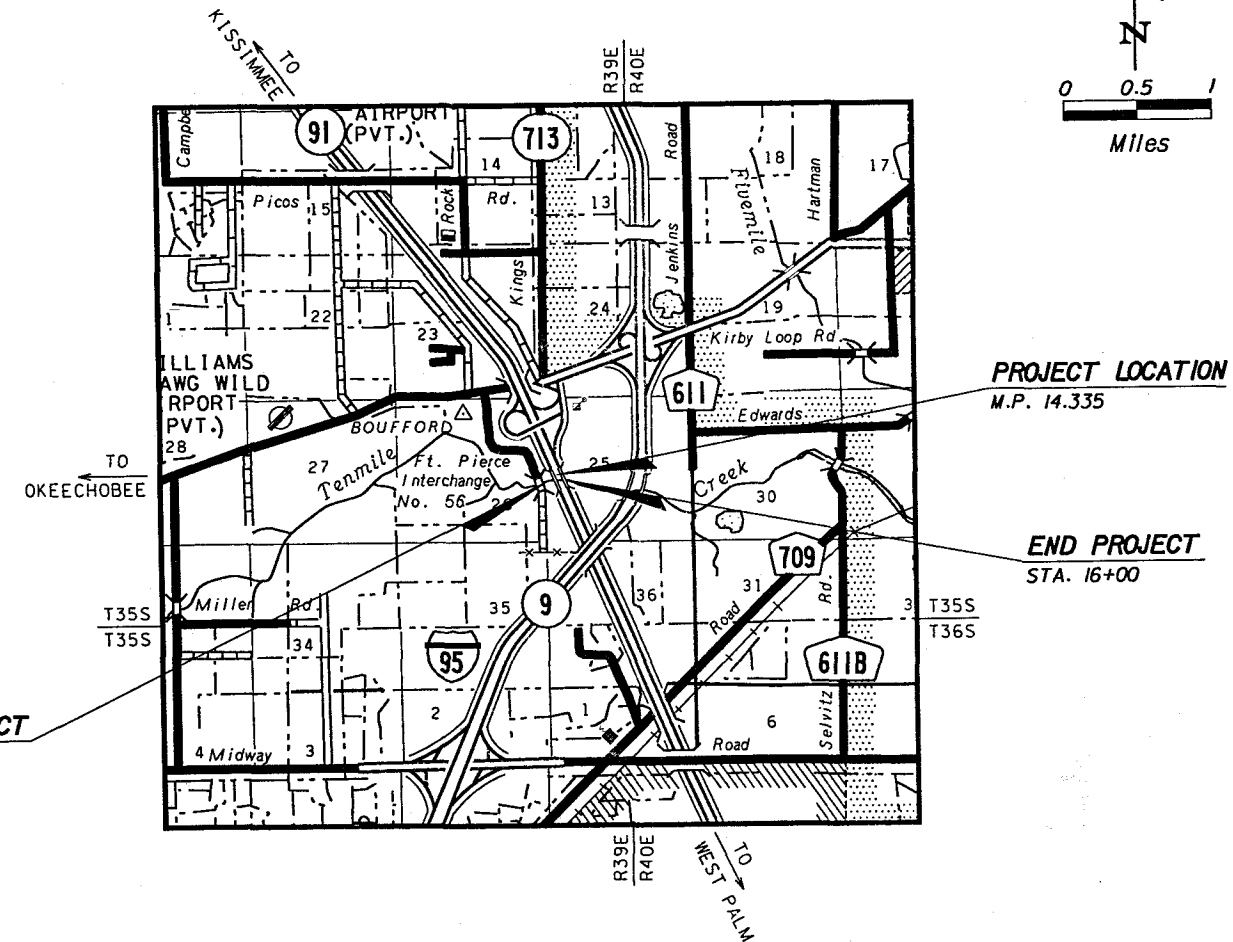 N
0 0.5 1
Miles
TO
KISSIMMEE
R39E
R40E
Campbe
91
AIRPORT
(PVT.)
713
14
Rock
Road
18
Hartman
17
Picos
15
Rd.
13
Fivemile
Kings
Jenkins
24
19
1
22
23
Kirby Loop Rd.
ILLIAMS
AWG WILD
RPORT
PVT.)
611
PROJECT LOCATION
M.P. 14.335
Edwards
BOUFFORD
28
TO
OKEECHOBEE
27
Tenmile
Ft. Pierce
Interchange
No. 56
26
25
Creek
30
END PROJECT
STA. 16+00
709
31
Rd.
Miller Rd
35
9
36
Road
3
T35S
T35S
T35S
T36S
34
95
611B
CT
2
1
6
Selvitz
4
Midway
3
Road
R39E
R40E
TO
WEST PALM